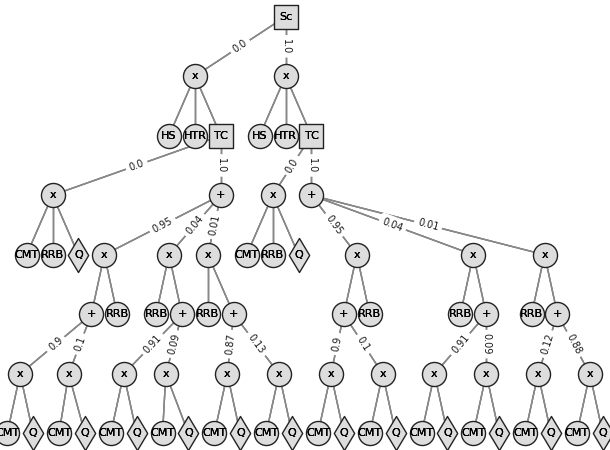 Sc
0.0 1.0
x x
HS HTR TC HS HTR TC
0.0 1.0 0.0 1.0
x + x +
0.95 0.04 0.01 0.95 0.04 0.01
CMT RRB Q x x x CMT RRB Q x x x
+ RRB RRB + RRB + + RRB RRB + RRB +
0.9 0.1 0.91 0.09 0.87 0.13 0.9 0.1 0.91 0.09 0.12 0.88
x x x x x x x x x x x x
CMT Q CMT Q CMT Q CMT Q CMT Q CMT Q CMT Q CMT Q CMT Q CMT Q CMT Q CMT Q